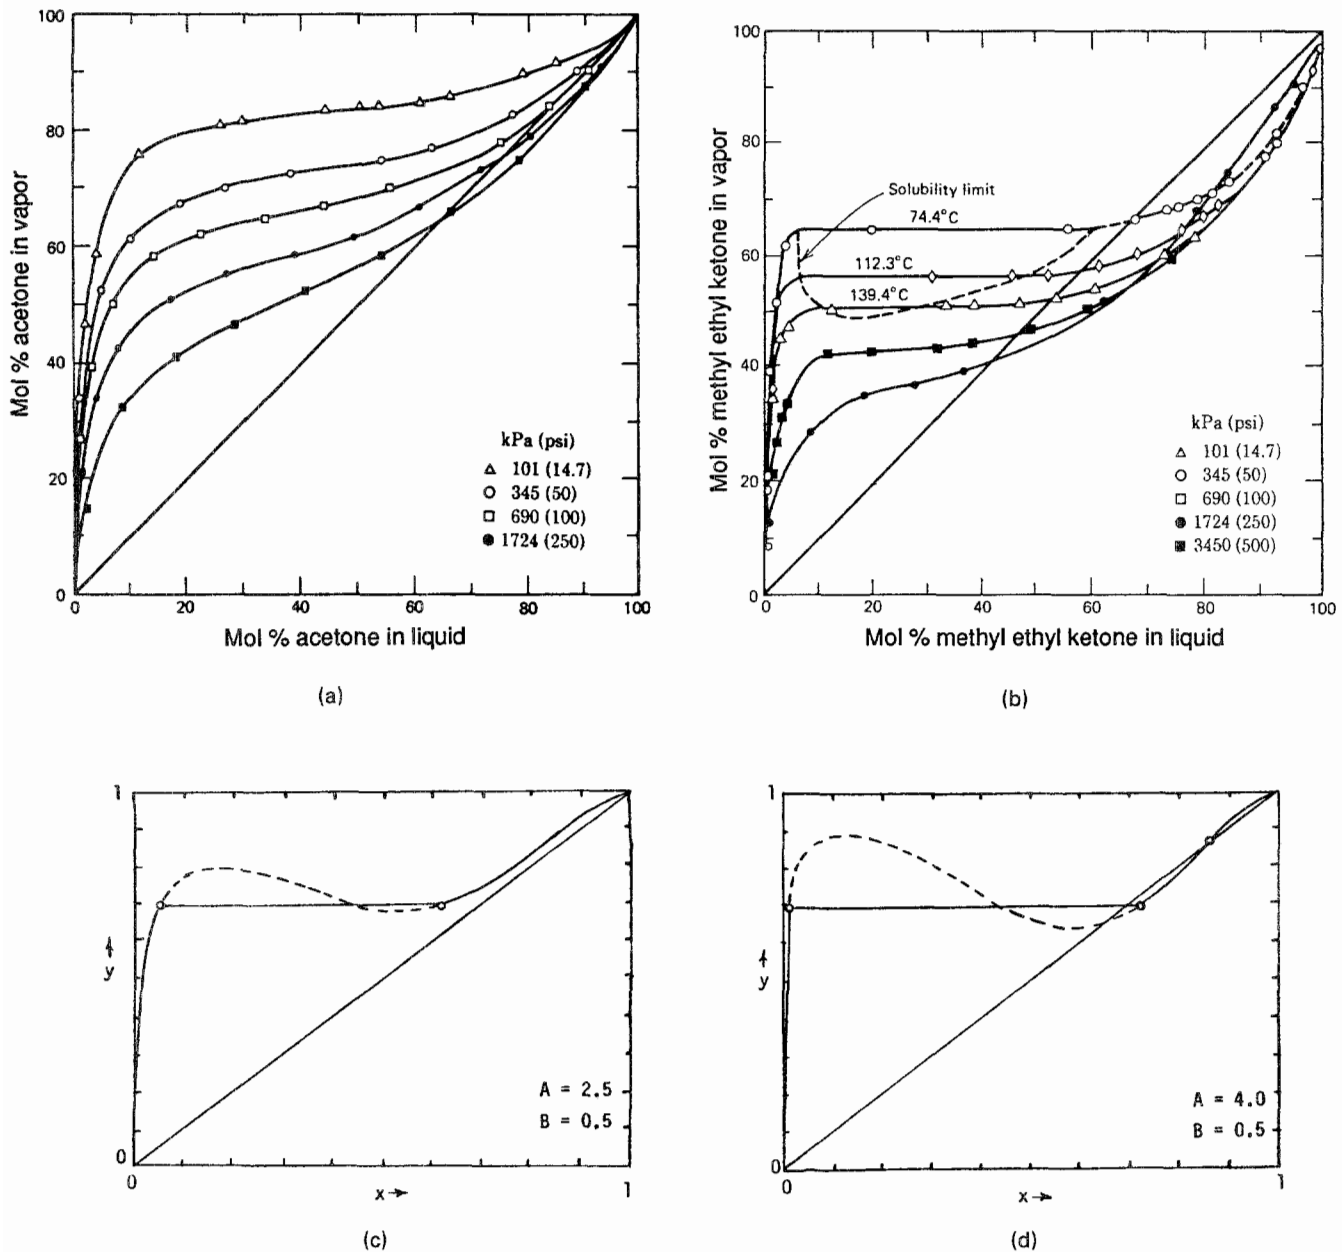 100
80
60
40
20
0
Mol % acetone in vapor
kPa (psi)
101 (14.7)
345 (50)
690 (100)
1724 (250)
0 20 40 60 80 100
Mol % acetone in liquid
(a)
100
80
60
40
20
0
Mol % methyl ethyl ketone in vapor
Solubility limit
74.4°C
112.3°C
139.4°C
kPa (psi)
101 (14.7)
345 (50)
690 (100)
1724 (250)
3450 (500)
0 20 40 60 80 100
Mol % methyl ethyl ketone in liquid
(b)
1
y
0
A = 2.5
B = 0.5
0 x 1
(c)
1
y
0
A = 4.0
B = 0.5
0 x 1
(d)